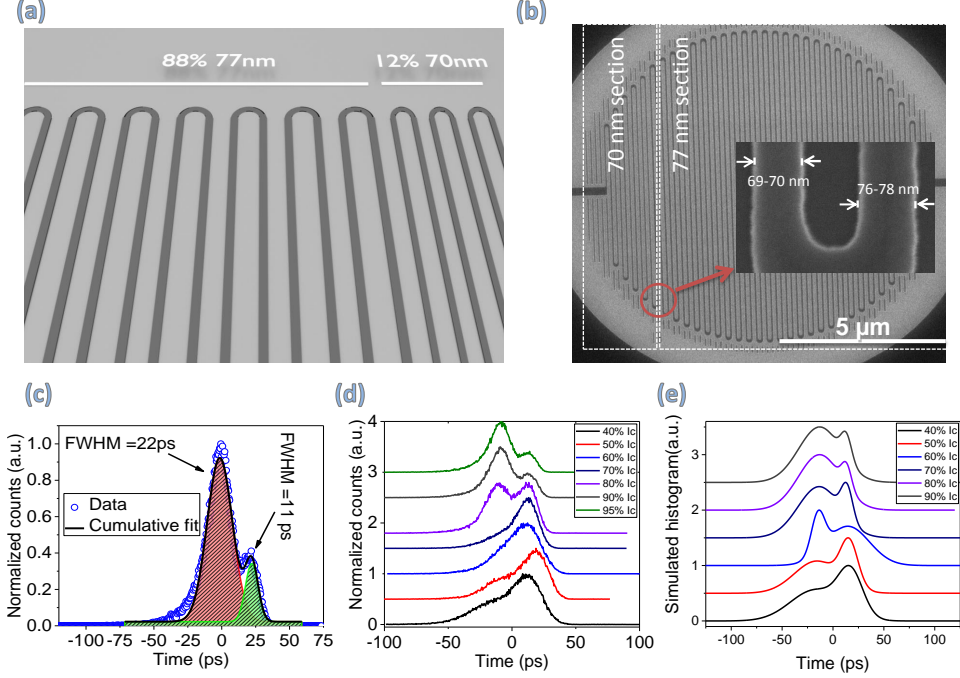 (a)
88% 77nm
12% 70nm
(b)
70 nm section
77nm section
69-70 nm
76-78 nm
5 µm
(c)
Normalized counts (a.u.)
1.0
0.8
0.6
0.4
0.2
0.0
FWHM =22ps
FWHM =11 ps
Data
Cumulative fit
-100 -75 -50 -25 0 25 50 75
Time (ps)
(d)
Normalized counts (a.u.)
4
3
2
1
0
40% Ic
50% Ic
60% Ic
70% Ic
80% Ic
90% Ic
95% Ic
-100 -50 0 50 100
Time (ps)
(e)
Simulated histogram(a.u.)
3
2
1
0
40% Ic
50% Ic
60% Ic
70% Ic
80% Ic
90% Ic
-100 -50 0 50 100
Time (ps)